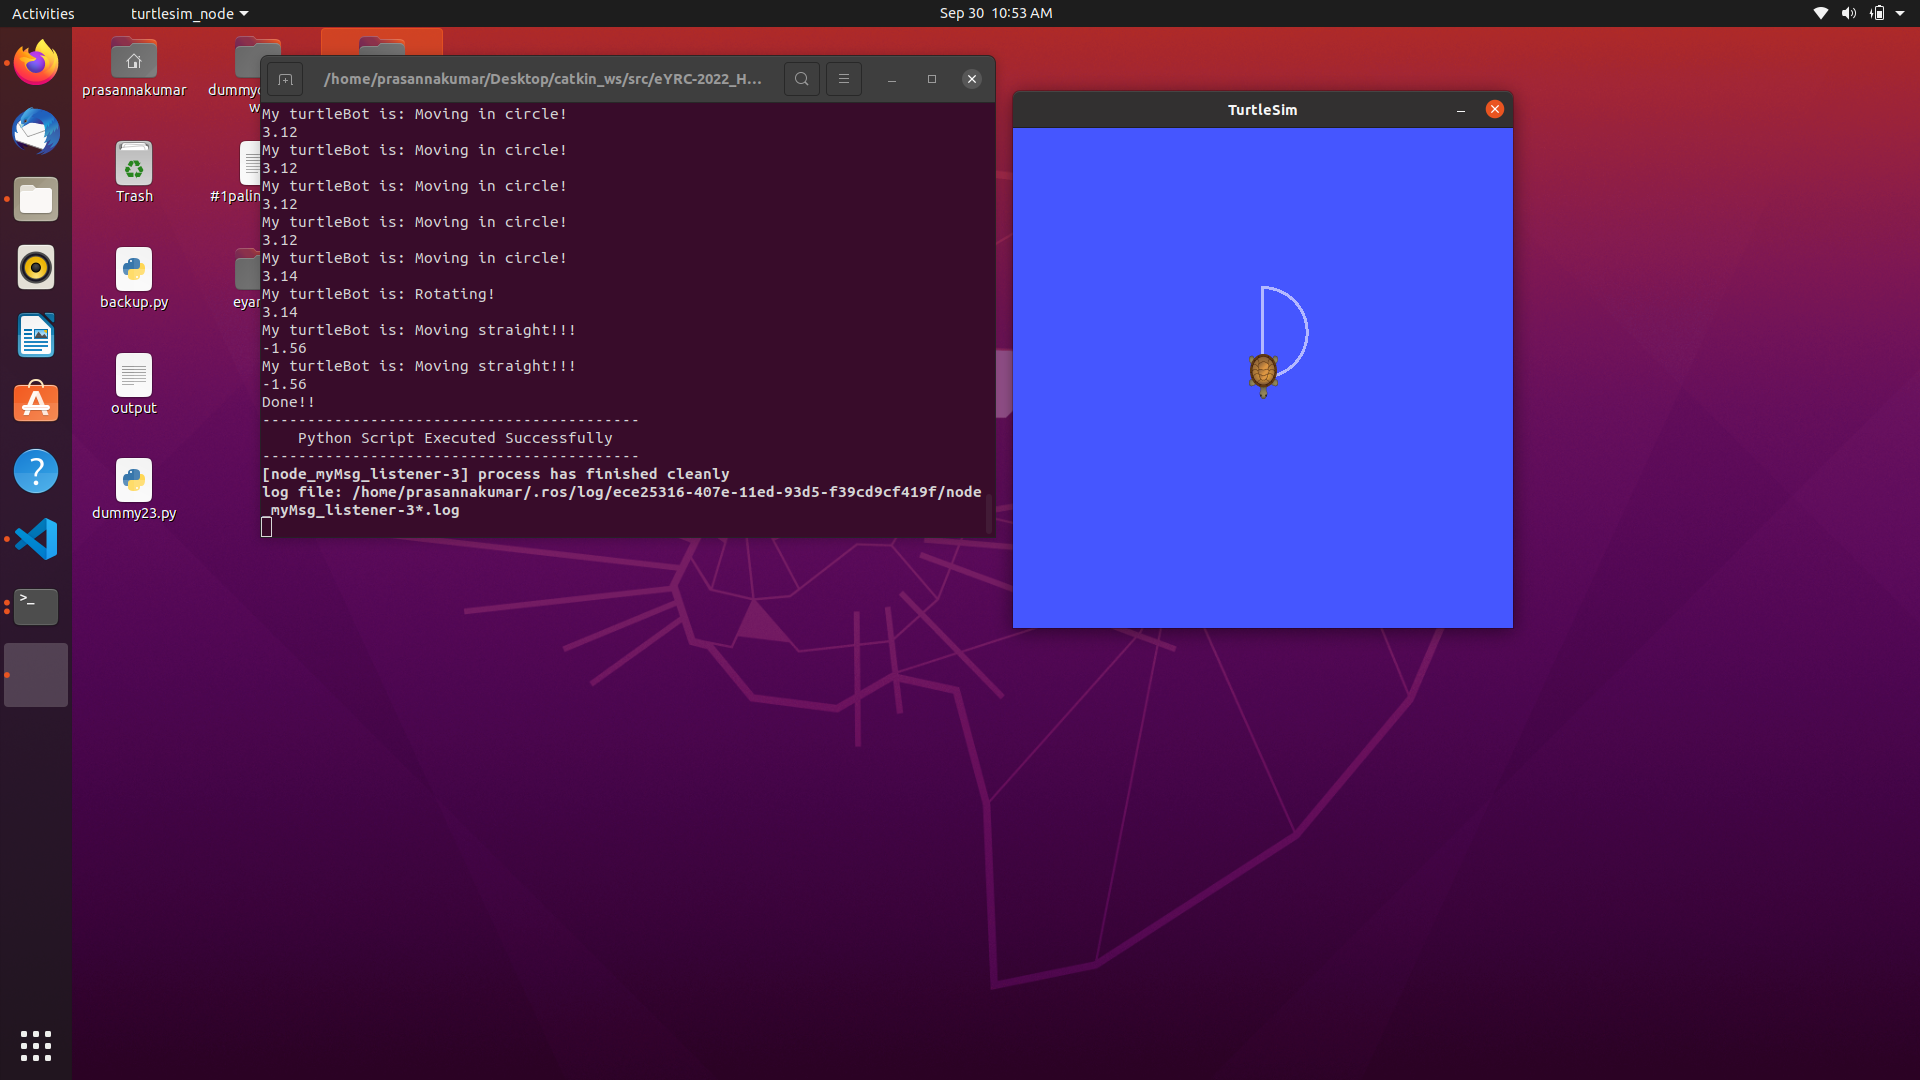 Activities
turtlesim_node
Sep 30 10:53 AM
prasannakumar
Trash
#1palin
backup.py
eyan
output
dummy23.py
/home/prasannakumar/Desktop/catkin_ws/src/eYRC-2022_H...
My turtleBot is: Moving in circle!
3.12
My turtleBot is: Moving in circle!
3.12
My turtleBot is: Moving in circle!
3.12
My turtleBot is: Moving in circle!
3.12
My turtleBot is: Moving in circle!
3.14
My turtleBot is: Rotating!
3.14
My turtleBot is: Moving straight!!!
-1.56
My turtleBot is: Moving straight!!!
-1.56
Done!!
------------------------------------------
Python Script Executed Successfully
------------------------------------------
[node_myMsg_listener-3] process has finished cleanly
log file: /home/prasannakumar/.ros/log/ece25316-407e-11ed-93d5-f39cd9cf419f/node
_myMsg_listener-3*.log
TurtleSim